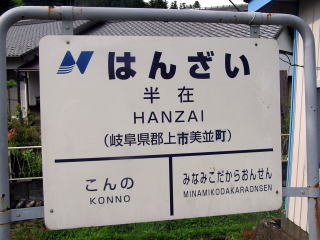 はんざい
半在
HANZAI
(岐阜県郡上市美並町)
こんの
KONNO
みなみこだからおんせん
MINAMIKODAKARAONSEN